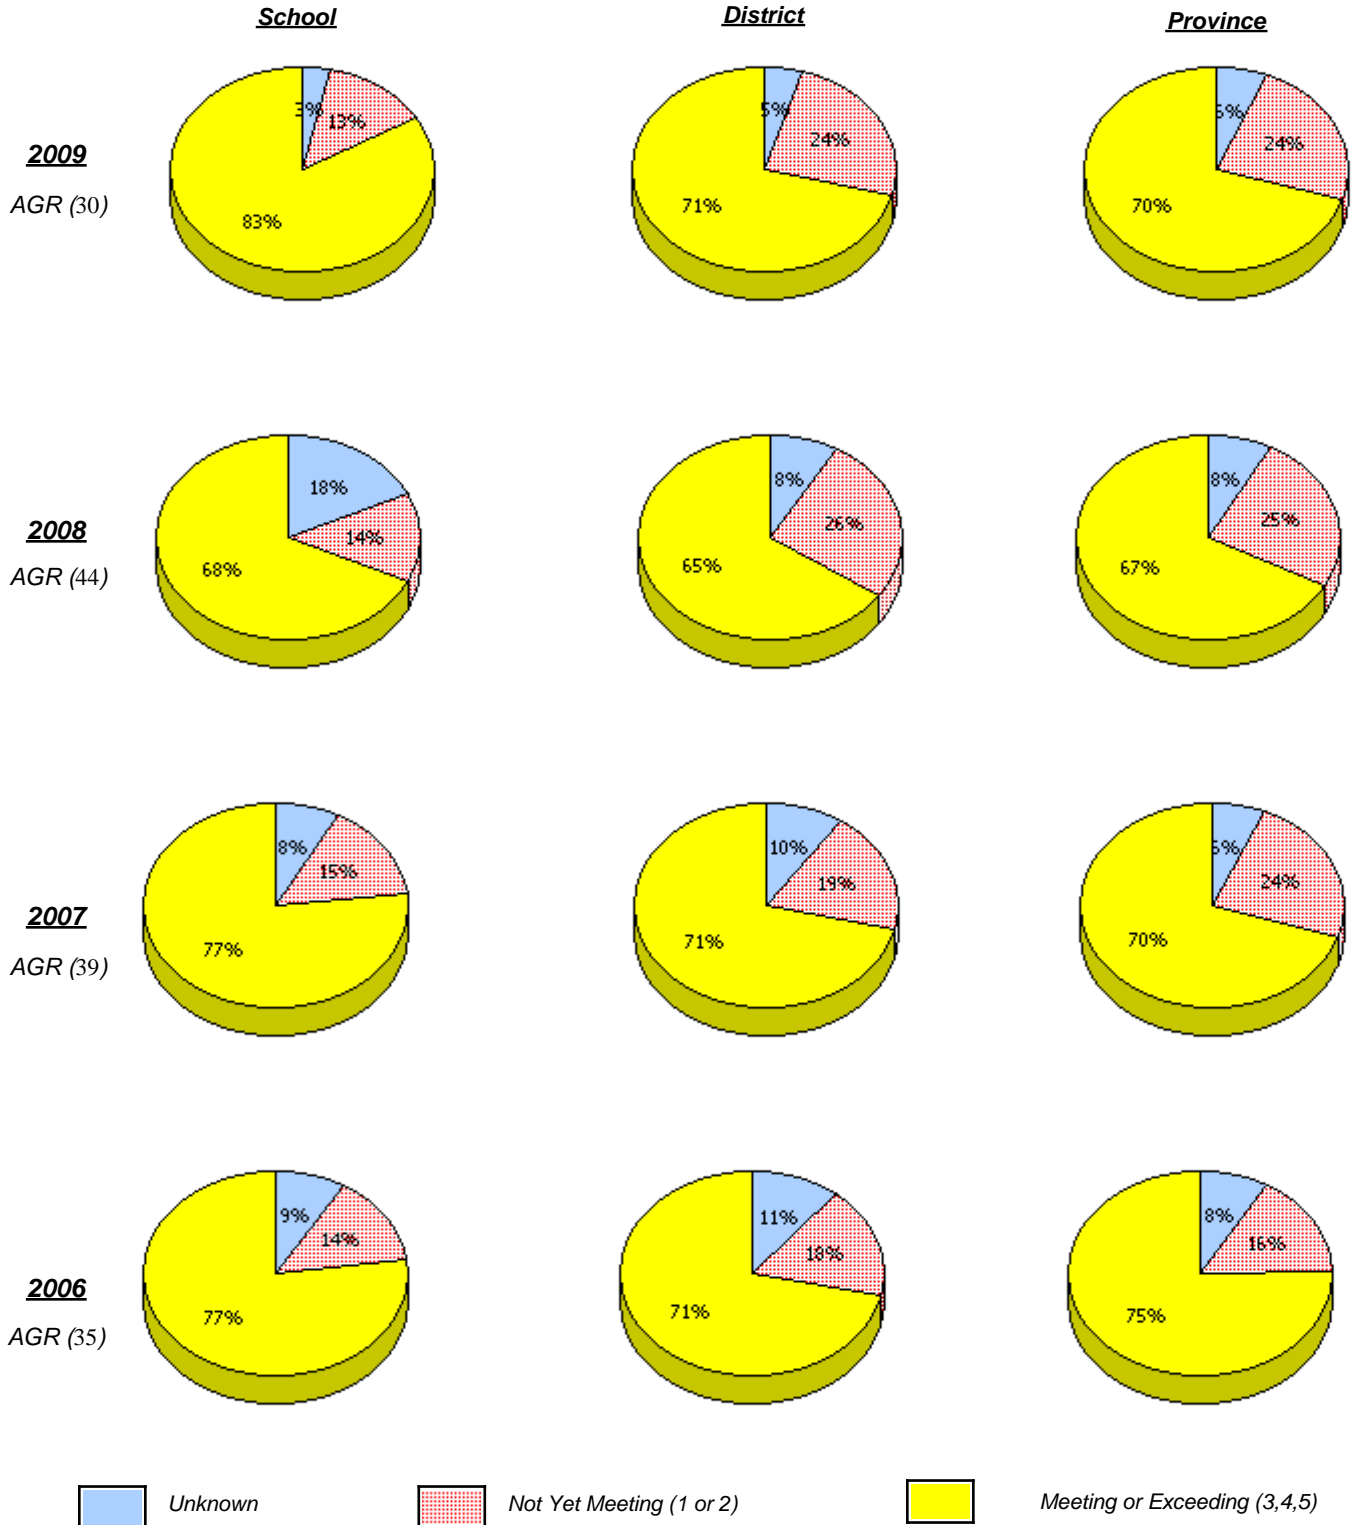 School District Province
3% 13% 83%
5% 24% 71%
24% 70%
2009
AGR (30)
18% 14% 68%
8% 26% 65%
8% 25% 67%
2008
AGR (44)
8% 15% 77%
10% 19% 71%
24% 70%
2007
AGR (39)
9% 14% 77%
11% 18% 71%
8% 16% 75%
2006
AGR (35)
Unknown Not Yet Meeting (1 or 2) Meeting or Exceeding (3,4,5)